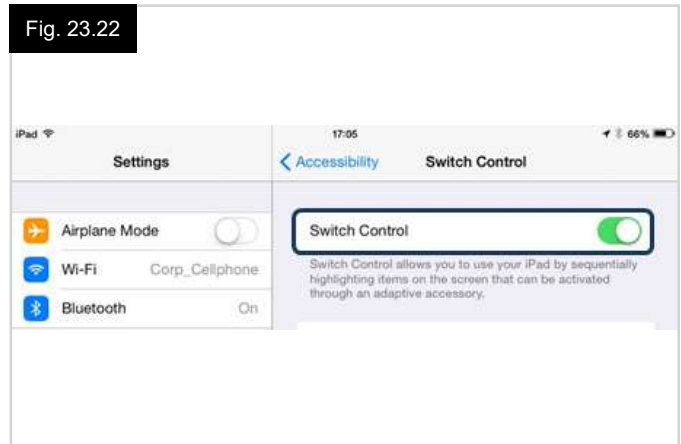 Fig. 23.22
iPad 17:05 66%
Settings
Accessibility Switch Control
Airplane Mode
Wi-Fi Corp_Cellphone
Bluetooth On
Switch Control
Switch Control allows you to use your iPad by sequentially
highlighting items on the screen that can be activated
through an adaptive accessory.